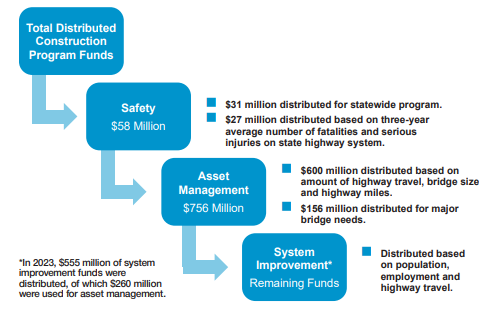 Total Distributed
Construction
Program Funds
Safety
$58 Million
■ $31 million distributed for statewide program.
■ $27 million distributed based on three-year
average number of fatalities and serious
injuries on state highway system.
Asset
Management
$756 Million
■ $600 million distributed based on
amount of highway travel, bridge size
and highway miles.
■ $156 million distributed for major
bridge needs.
System
Improvement*
Remaining Funds
■ Distributed based
on population,
employment and
highway travel.
*In 2023, $555 million of system
improvement funds were
distributed, of which $260 million
were used for asset management.